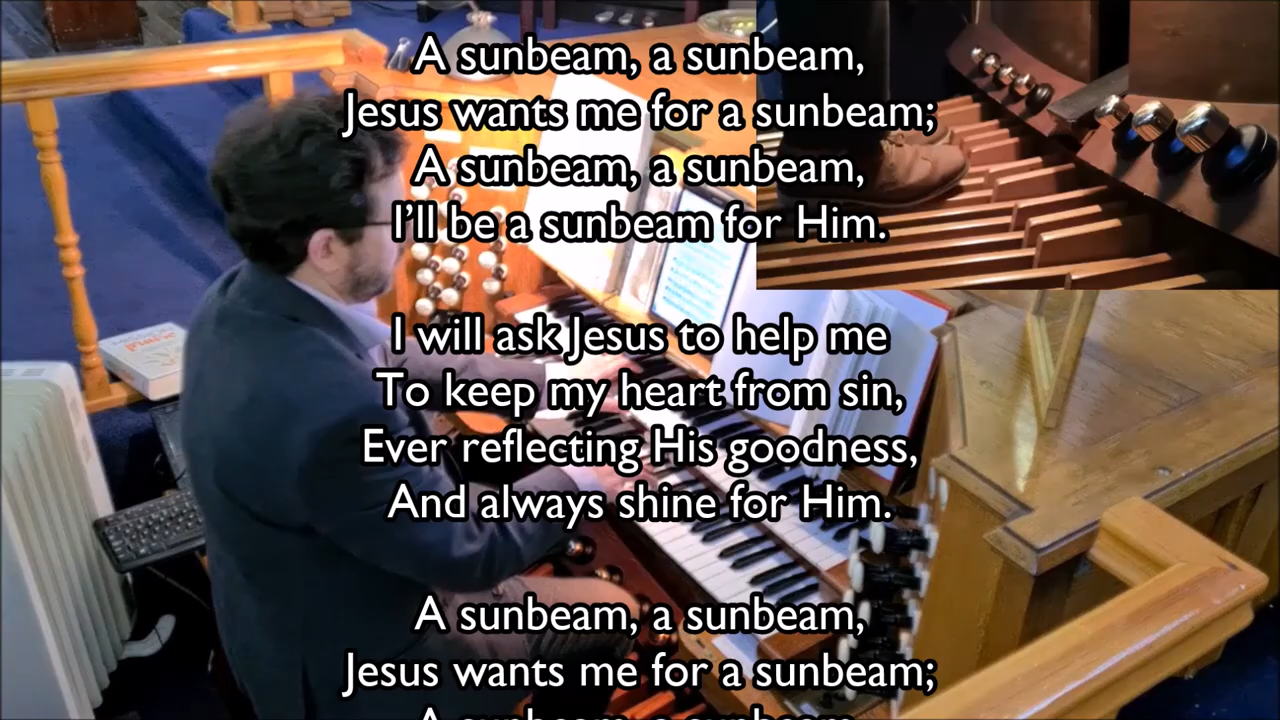 A sunbeam, a sunbeam,
Jesus wants me for a sunbeam;
A sunbeam, a sunbeam,
I'll be a sunbeam for Him.
I will ask Jesus to help me
To keep my heart from sin,
Ever reflecting His goodness,
And always shine for Him.
A sunbeam, a sunbeam,
Jesus wants me for a sunbeam;
A sunbeam, a sunbeam,